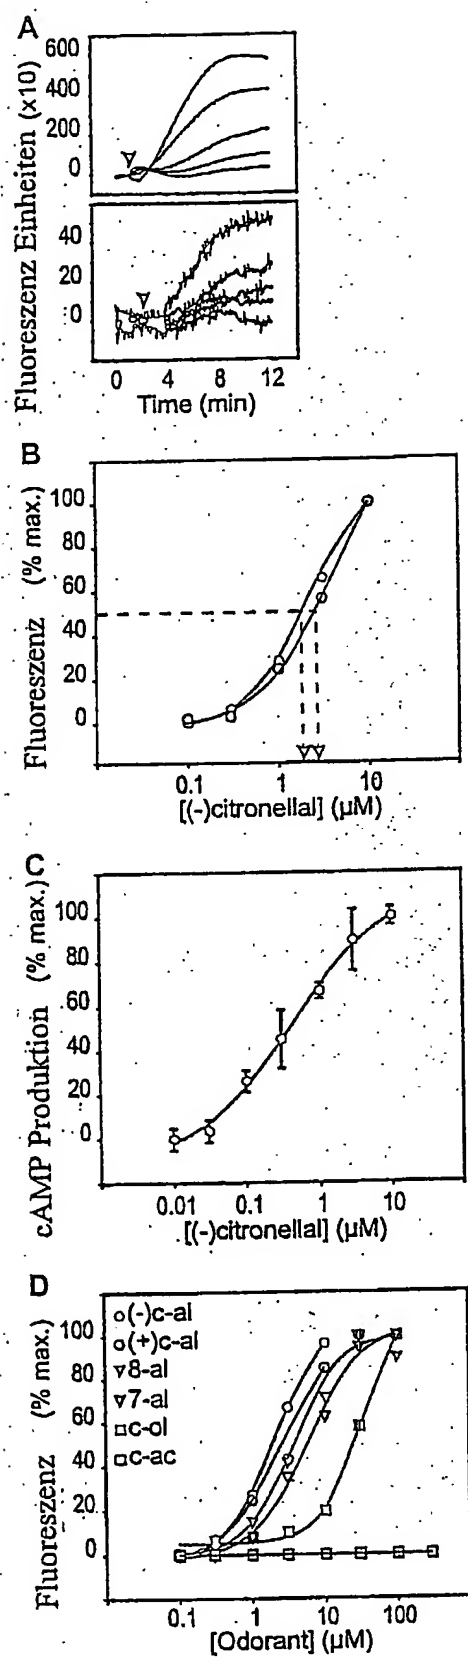 A
Fluoreszenz Einheiten (x10)
600
400
200
0
40
20
0
0 4 8 12
Time (min)
B
Fluoreszenz (% max.)
100
80
60
40
20
0
0.1 1 10
[(-)citronellal] (µM)
C
cAMP Produktion (% max.)
100
80
60
40
20
0
0.01 0.1 1 10
[(-)citronellal] (µM)
D
Fluoreszenz (% max.)
100
80
60
40
20
0
(-)c-al
(+)c-al
8-al
7-al
c-ol
c-ac
0.1 1 10 100
[Odorant] (µM)